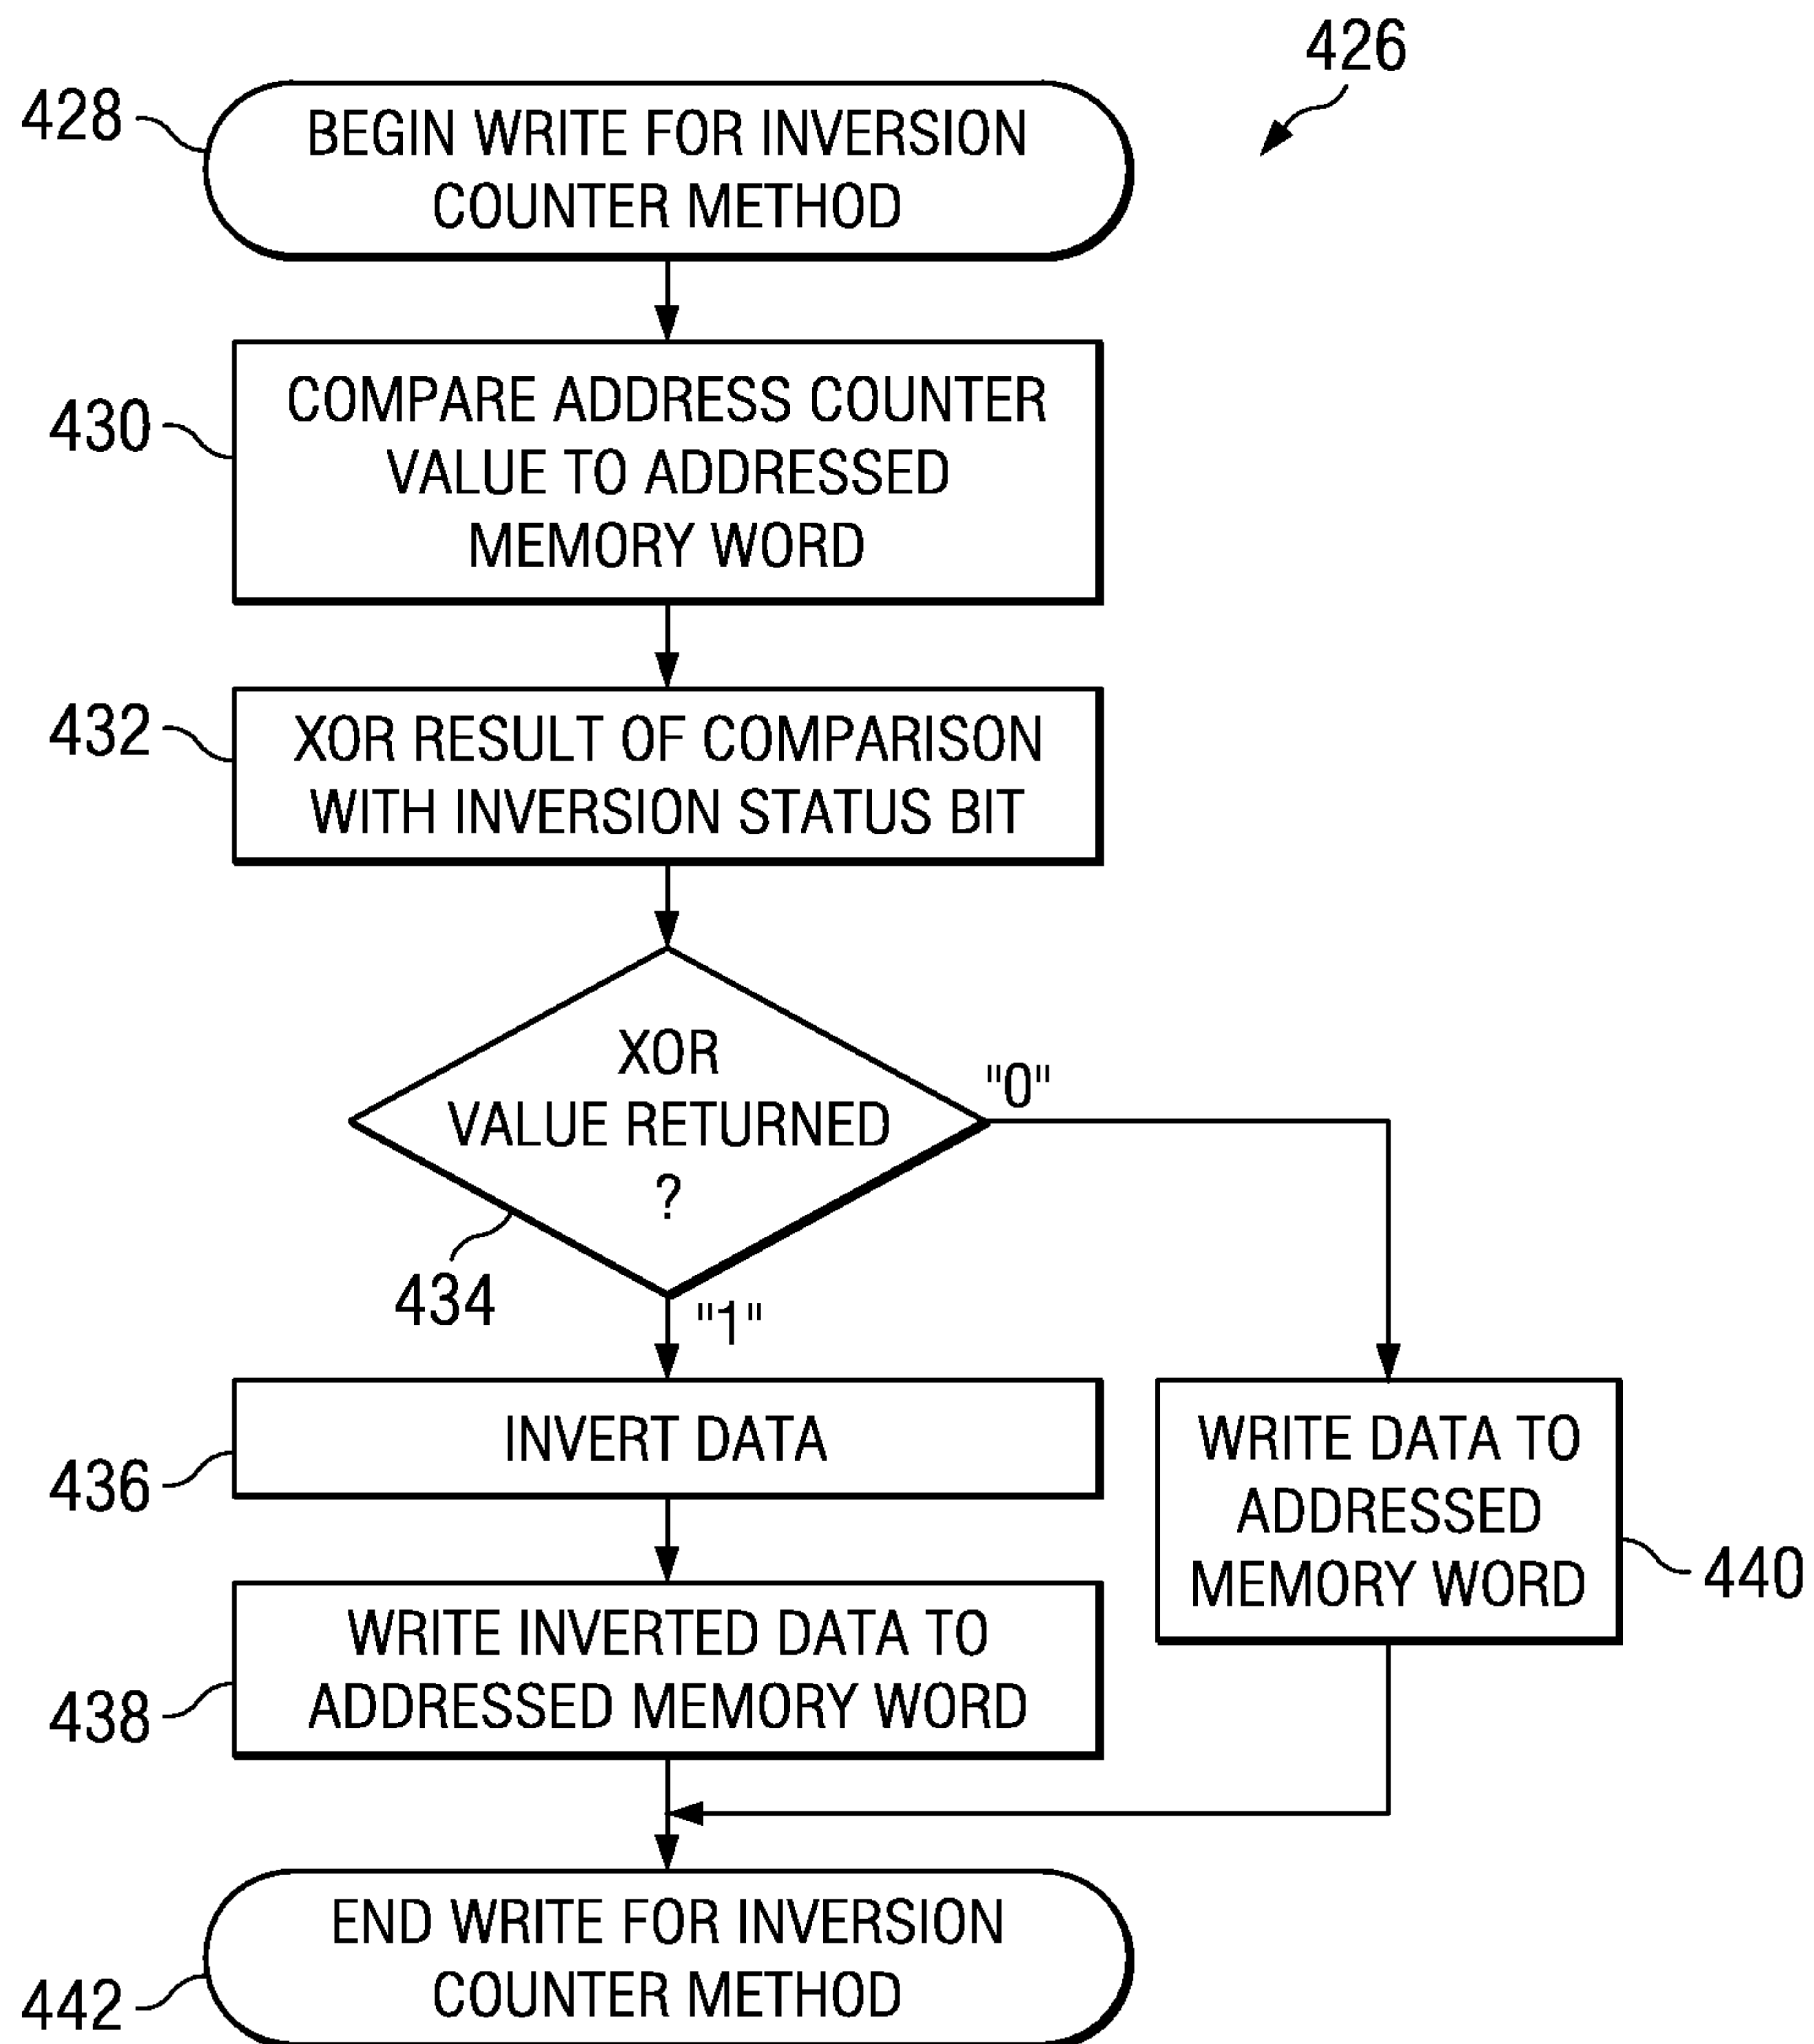 426
428
BEGIN WRITE FOR INVERSION
COUNTER METHOD
430
COMPARE ADDRESS COUNTER
VALUE TO ADDRESSED
MEMORY WORD
432
XOR RESULT OF COMPARISON
WITH INVERSION STATUS BIT
XOR
VALUE RETURNED
?
"0"
434
"1"
436
INVERT DATA
WRITE DATA TO
ADDRESSED
MEMORY WORD
440
438
WRITE INVERTED DATA TO
ADDRESSED MEMORY WORD
442
END WRITE FOR INVERSION
COUNTER METHOD